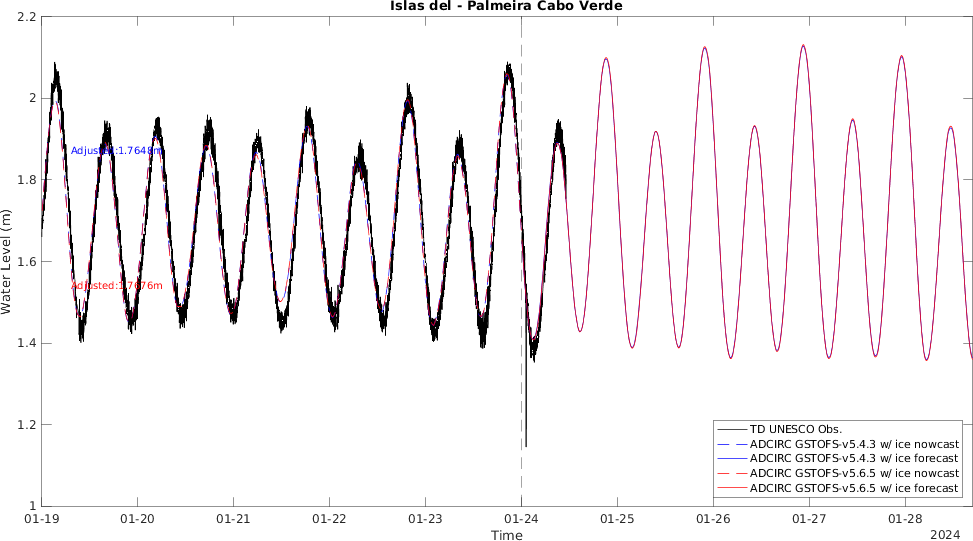 Islas del - Palmeira Cabo Verde
2.2
2
1.8
1.6
1.4
1.2
1
Water Level (m)
Adjusted:1.7648m
Adjusted:1.7676m
TD UNESCO Obs.
ADCIRC GSTOFS-v5.4.3 w/ ice nowcast
ADCIRC GSTOFS-v5.4.3 w/ ice forecast
ADCIRC GSTOFS-v5.6.5 w/ ice nowcast
ADCIRC GSTOFS-v5.6.5 w/ ice forecast
01-19 01-20 01-21 01-22 01-23 01-24 01-25 01-26 01-27 01-28
Time
2024